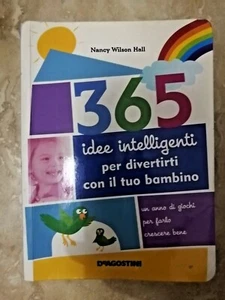 Nancy Wilson Hall
365
idee intelligenti
per divertirti
con il tuo bambino
un anno di giochi
per farlo
crescere bene
DeAGOSTINI